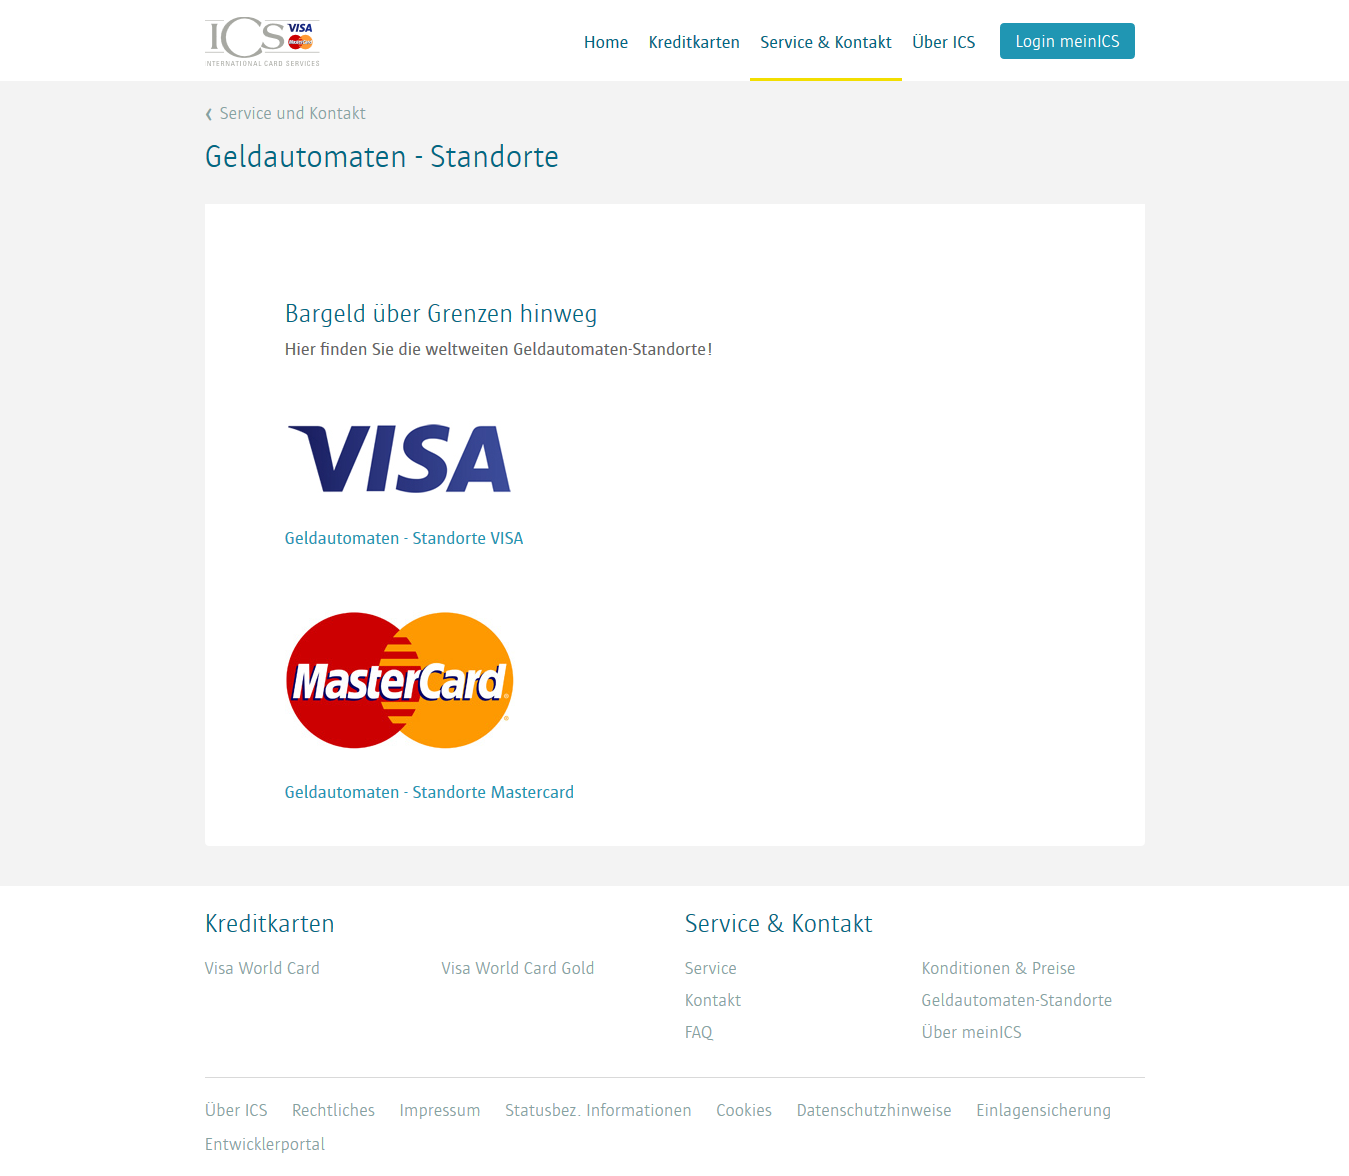 ICS VISA
MasterCard
INTERNATIONAL CARD SERVICES
Home Kreditkarten Service & Kontakt Über ICS Login meinICS
‹ Service und Kontakt
Geldautomaten - Standorte
Bargeld über Grenzen hinweg
Hier finden Sie die weltweiten Geldautomaten-Standorte!
VISA
Geldautomaten - Standorte VISA
MasterCard
Geldautomaten - Standorte Mastercard
Kreditkarten Service & Kontakt
Visa World Card Visa World Card Gold Service Konditionen & Preise
Kontakt Geldautomaten-Standorte
FAQ Über meinICS
Über ICS Rechtliches Impressum Statusbez. Informationen Cookies Datenschutzhinweise Einlagensicherung
Entwicklerportal